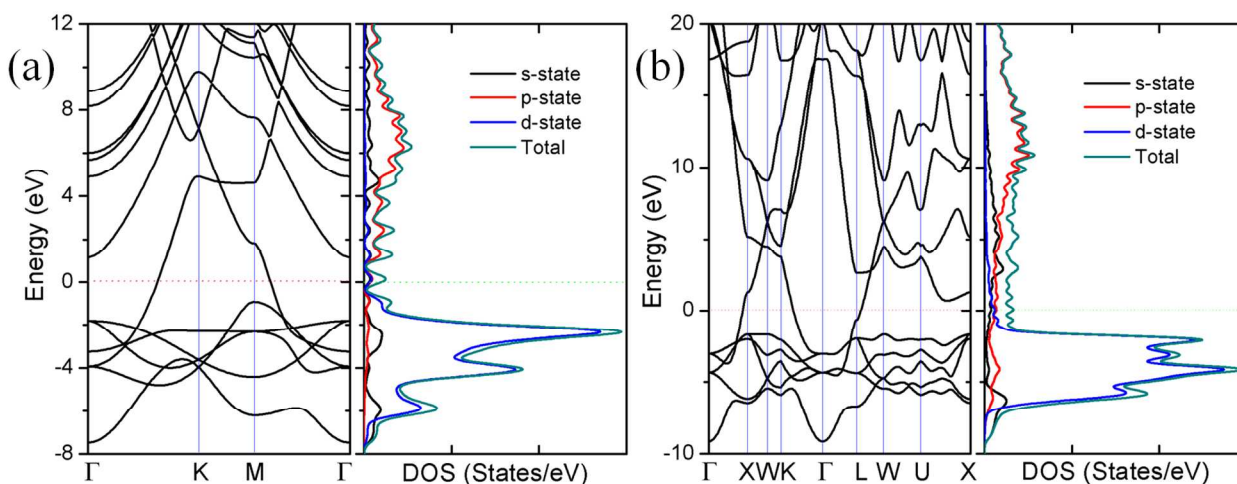 (a)
12
8
4
0
-4
-8
Energy (eV)
Γ K M Γ
s-state
p-state
d-state
Total
DOS (States/eV)
(b)
20
10
0
-10
Energy (eV)
Γ X W K Γ L W U X
s-state
p-state
d-state
Total
DOS (States/eV)